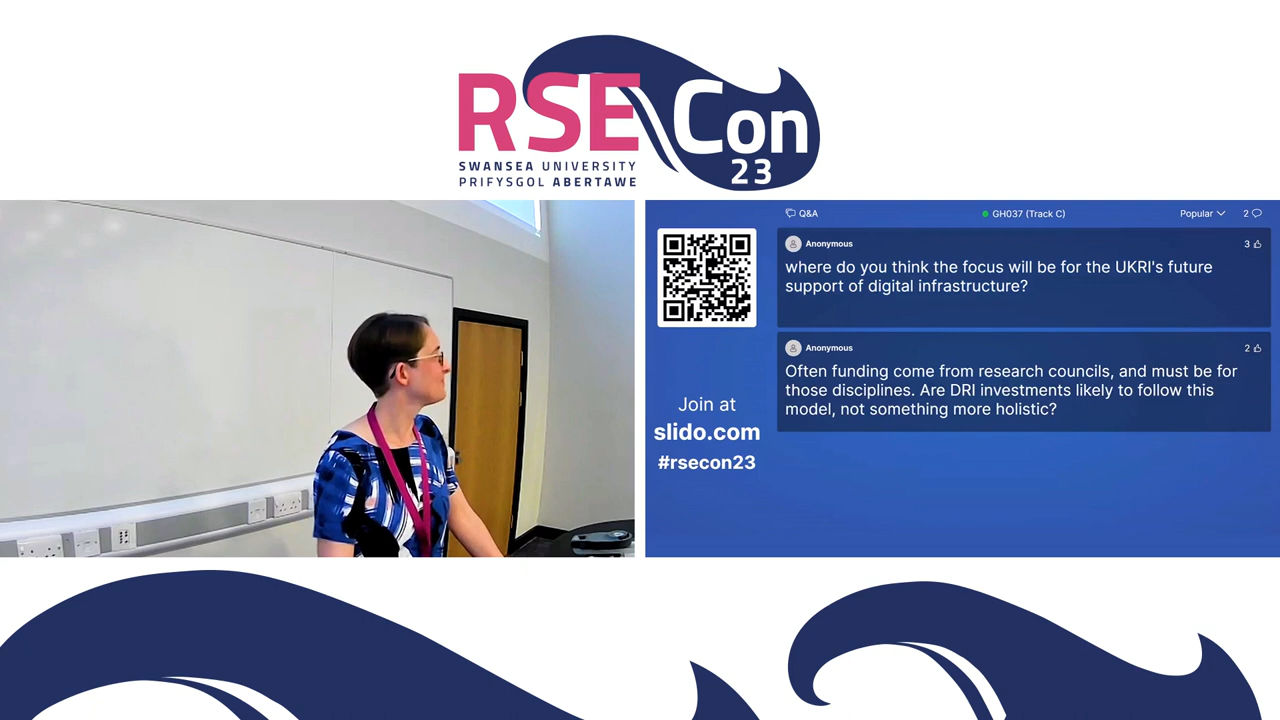 RSE Con
23
SWANSEA UNIVERSITY
PRIFYSGOL ABERTAWE
Q&A
GH037 (Track C)
Popular
2
Anonymous
3
where do you think the focus will be for the UKRI's future
support of digital infrastructure?
Anonymous
2
Often funding come from research councils, and must be for
those disciplines. Are DRI investments likely to follow this
model, not something more holistic?
Join at
slido.com
#rsecon23